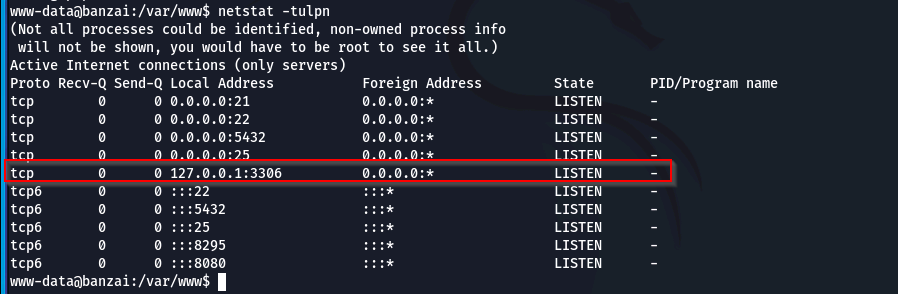 www-data@banzai:/var/www$ netstat -tulpn
(Not all processes could be identified, non-owned process info
 will not be shown, you would have to be root to see it all.)
Active Internet connections (only servers)
Proto Recv-Q Send-Q Local Address           Foreign Address         State       PID/Program name
tcp        0      0 0.0.0.0:21              0.0.0.0:*               LISTEN      -
tcp        0      0 0.0.0.0:22              0.0.0.0:*               LISTEN      -
tcp        0      0 0.0.0.0:5432            0.0.0.0:*               LISTEN      -
tcp        0      0 0.0.0.0:25              0.0.0.0:*               LISTEN      -
tcp        0      0 127.0.0.1:3306          0.0.0.0:*               LISTEN      -
tcp6       0      0 :::22                   :::*                    LISTEN      -
tcp6       0      0 :::5432                 :::*                    LISTEN      -
tcp6       0      0 :::25                   :::*                    LISTEN      -
tcp6       0      0 :::8295                 :::*                    LISTEN      -
tcp6       0      0 :::8080                 :::*                    LISTEN      -
www-data@banzai:/var/www$